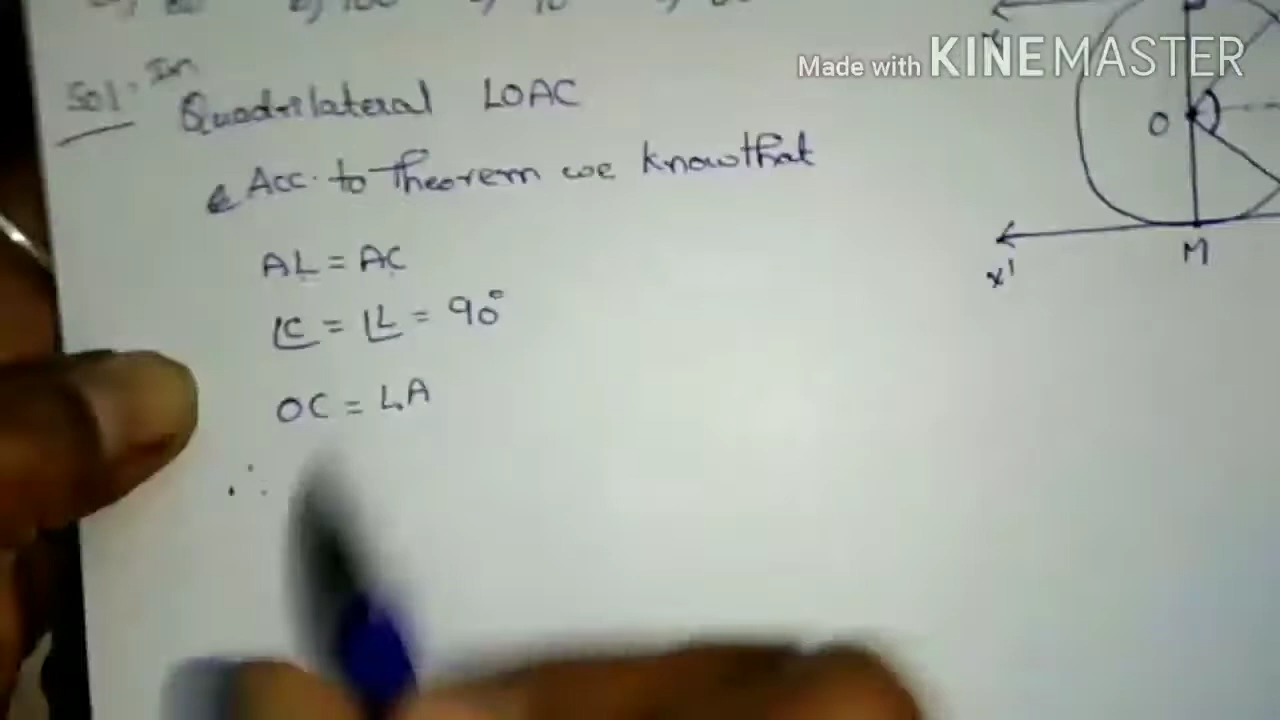 Made with KINEMASTER
Sol:- In
Quadrilateral LOAC
Acc. to Theorem we know that
AL = AC
∠C = ∠L = 90°
OC = LA
∴
O
M
x'